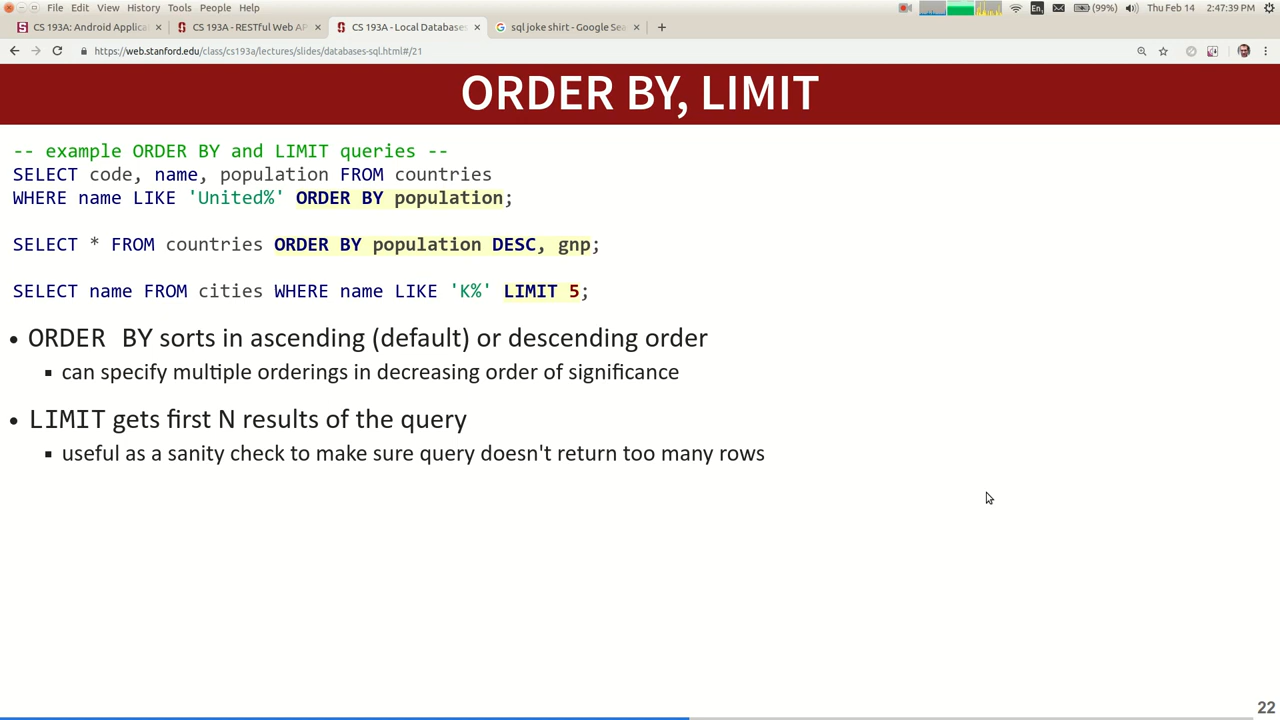 File Edit View History Tools People Help
En (99%) Thu Feb 14 2:47:39 PM
CS 193A: Android Applica
CS 193A - RESTful Web AP
CS 193A - Local Databases
sql joke shirt - Google Sea
https://web.stanford.edu/class/cs193a/lectures/slides/databases-sql.html#/21
ORDER BY, LIMIT
-- example ORDER BY and LIMIT queries --
SELECT code, name, population FROM countries
WHERE name LIKE 'United%' ORDER BY population;
SELECT * FROM countries ORDER BY population DESC, gnp;
SELECT name FROM cities WHERE name LIKE 'K%' LIMIT 5;
• ORDER BY sorts in ascending (default) or descending order
▪ can specify multiple orderings in decreasing order of significance
• LIMIT gets first N results of the query
▪ useful as a sanity check to make sure query doesn't return too many rows
22